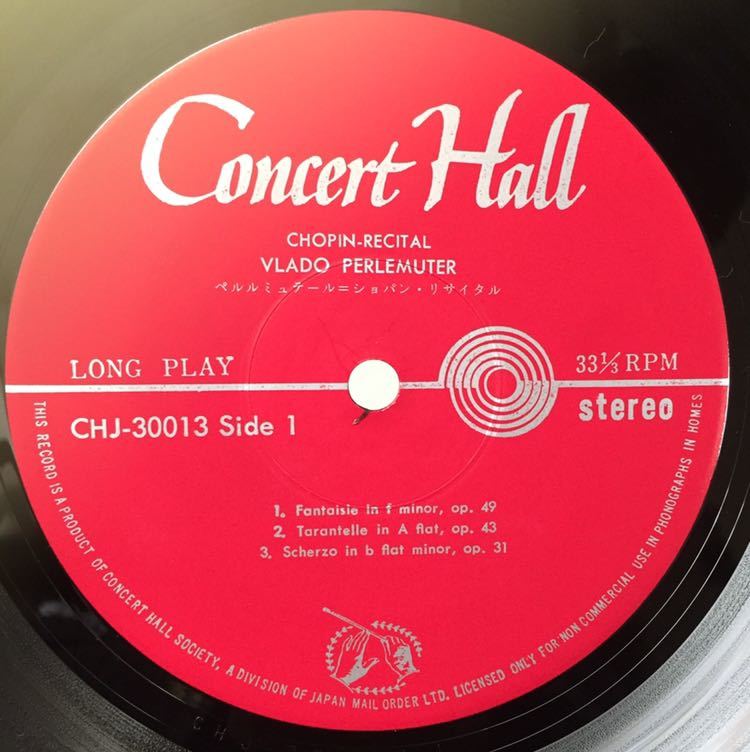 Concert Hall
CHOPIN-RECITAL
VLADO PERLEMUTER
ペルルミュテール＝ショパン・リサイタル
LONG PLAY
33⅓ RPM
CHJ-30013 Side 1
stereo
1. Fantaisie in f minor, op. 49
2. Tarantelle in A flat, op. 43
3. Scherzo in b flat minor, op. 31
THIS RECORD IS A PRODUCT OF CONCERT HALL SOCIETY, A DIVISION OF JAPAN MAIL ORDER LTD. LICENSED ONLY FOR NON COMMERCIAL USE IN PHONOGRAPHS IN HOMES
C H J